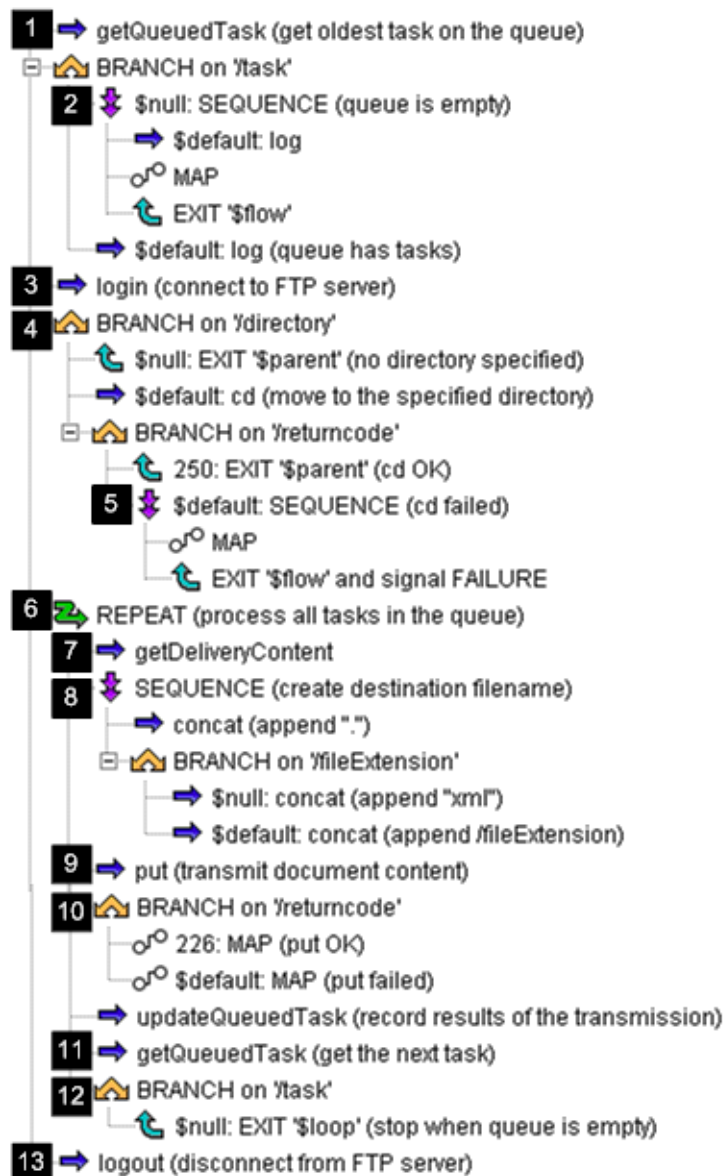 1 getQueuedTask (get oldest task on the queue)
BRANCH on '/task'
2 $null: SEQUENCE (queue is empty)
$default: log
MAP
EXIT '$flow'
$default: log (queue has tasks)
3 login (connect to FTP server)
4 BRANCH on '/directory'
$null: EXIT '$parent' (no directory specified)
$default: cd (move to the specified directory)
BRANCH on '/returncode'
250: EXIT '$parent' (cd OK)
5 $default: SEQUENCE (cd failed)
MAP
EXIT '$flow' and signal FAILURE
6 REPEAT (process all tasks in the queue)
7 getDeliveryContent
8 SEQUENCE (create destination filename)
concat (append ".")
BRANCH on '/fileExtension'
$null: concat (append "xml")
$default: concat (append /fileExtension)
9 put (transmit document content)
10 BRANCH on '/returncode'
226: MAP (put OK)
$default: MAP (put failed)
updateQueuedTask (record results of the transmission)
11 getQueuedTask (get the next task)
12 BRANCH on '/task'
$null: EXIT '$loop' (stop when queue is empty)
13 logout (disconnect from FTP server)